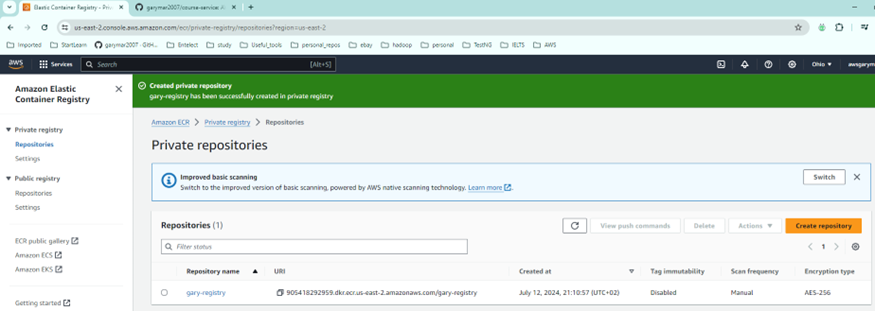 Elastic Container Registry - Pri
garymar2007/course-service: A
us-east-2.console.aws.amazon.com/ecr/private-registry/repositories?region=us-east-2
Imported StartLearn garymar2007 - GitH... Entelect study Useful_tools personal_repos ebay hadoop personal TestNG IELTS AWS
aws Services Search [Alt+S] Ohio awsgarym
Amazon Elastic
Container Registry
Private registry
Repositories
Settings
Public registry
Repositories
Settings
ECR public gallery
Amazon ECS
Amazon EKS
Getting started
Created private repository
gary-registry has been successfully created in private registry
Amazon ECR > Private registry > Repositories
Private repositories
Improved basic scanning
Switch to the improved version of basic scanning, powered by AWS native scanning technology. Learn more
Switch
Repositories (1)
View push commands Delete Actions Create repository
Filter status
1
Repository name URI Created at Tag immutability Scan frequency Encryption type
gary-registry 905418292959.dkr.ecr.us-east-2.amazonaws.com/gary-registry July 12, 2024, 21:10:57 (UTC+02) Disabled Manual AES-256